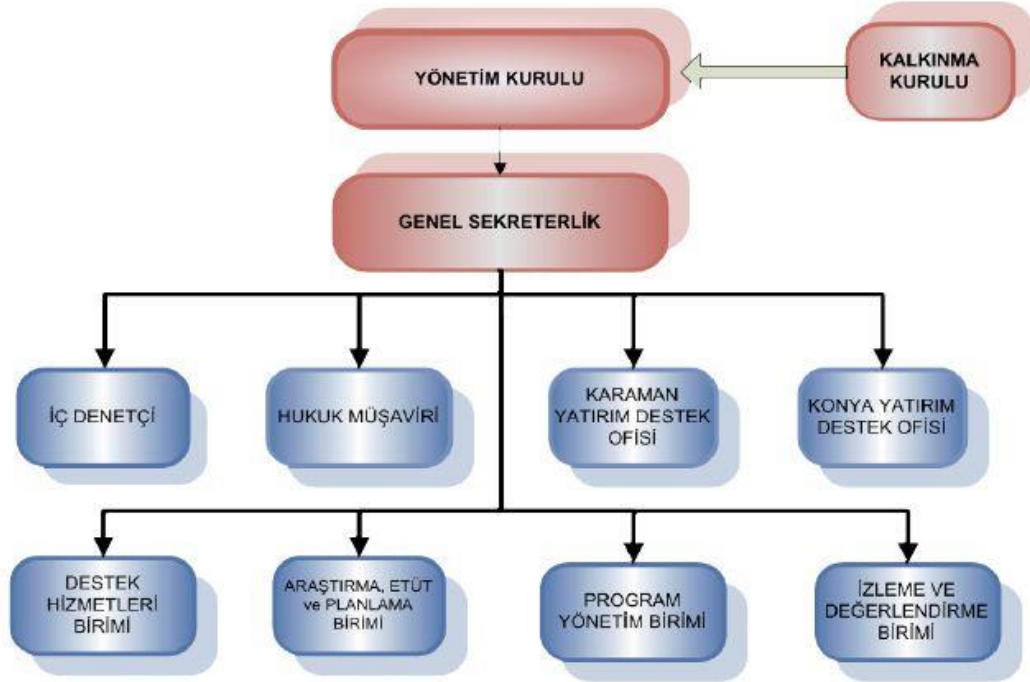 YÖNETİM KURULU
KALKINMA
KURULU
GENEL SEKRETERLİK
İÇ DENETÇİ
HUKUK MÜŞAVİRİ
KARAMAN
YATIRIM DESTEK
OFİSİ
KONYA YATIRIM
DESTEK OFİSİ
DESTEK
HİZMETLERİ
BİRİMİ
ARAŞTIRMA, ETÜT
ve PLANLAMA
BİRİMİ
PROGRAM
YÖNETİM BİRİMİ
İZLEME VE
DEĞERLENDİRME
BİRİMİ